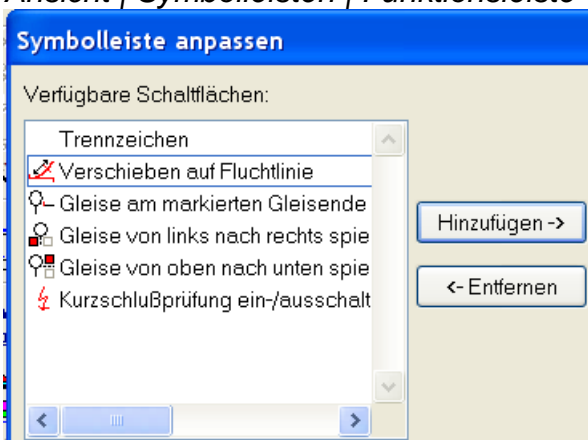 Ansicht | Symbolleisten | Funktionsleiste
Symbolleiste anpassen
Verfügbare Schaltflächen:
Trennzeichen
Verschieben auf Fluchtlinie
Gleise am markierten Gleisende
Gleise von links nach rechts spie
Gleise von oben nach unten spie
Kurzschlußprüfung ein-/ausschalt
Hinzufügen ->
<- Entfernen